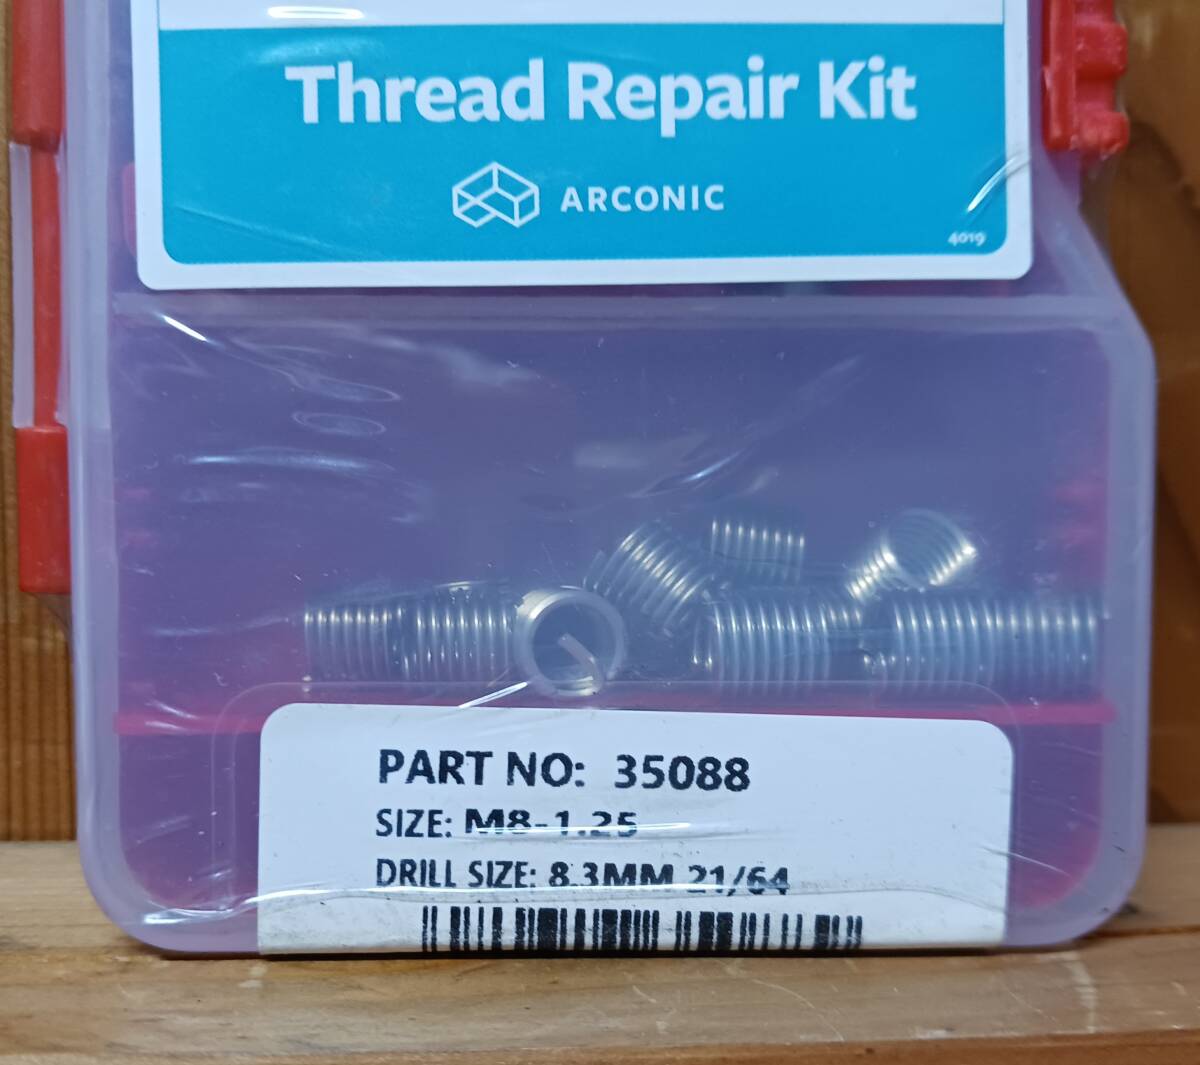 Thread Repair Kit
ARCONIC
4019
PART NO: 35088
SIZE: M8-1.25
DRILL SIZE: 8.3MM 21/64